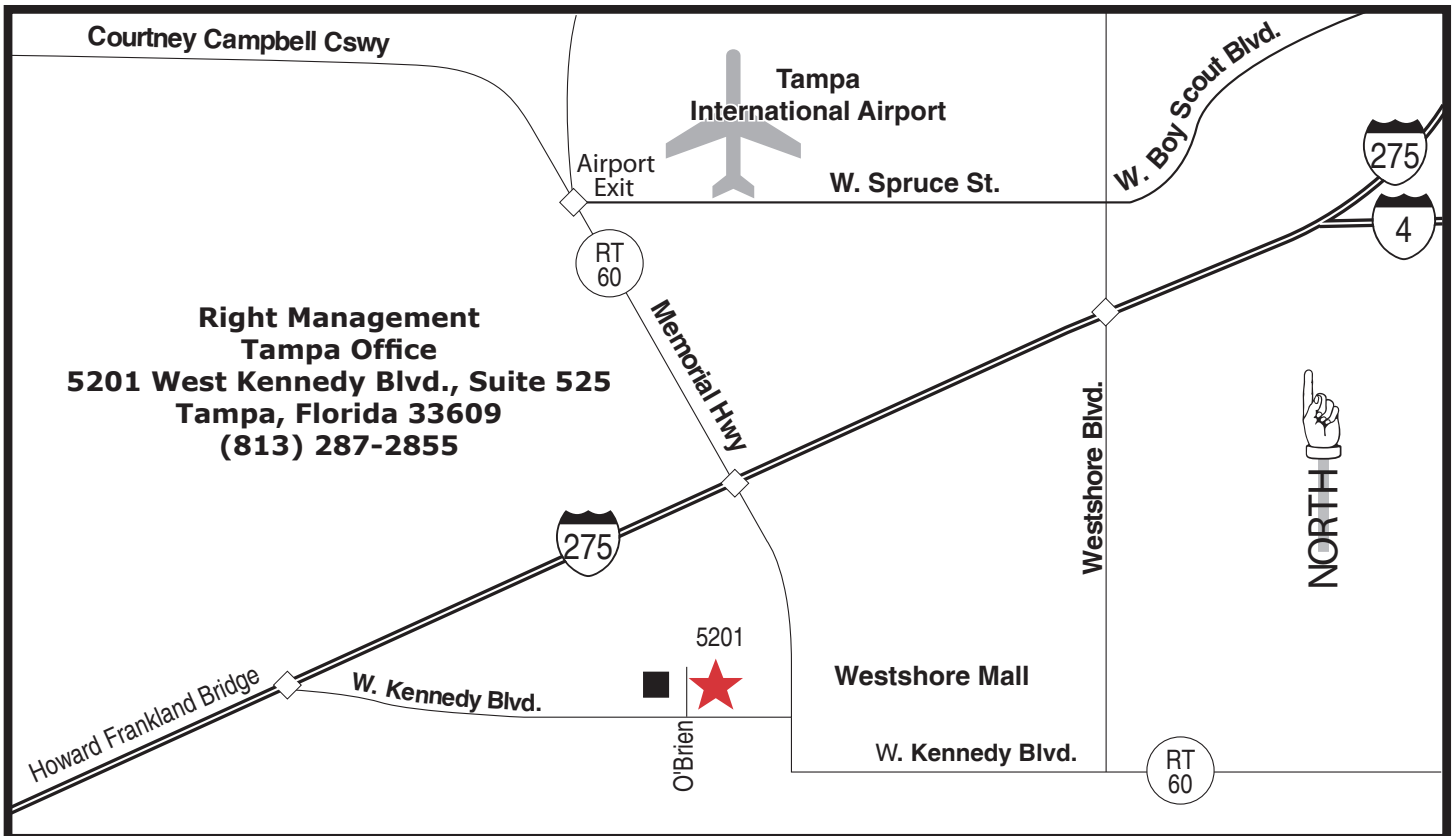 Courtney Campbell Cswy
Tampa
International Airport
W. Boy Scout Blvd.
275
Airport
Exit
W. Spruce St.
4
RT
60
Right Management
Tampa Office
5201 West Kennedy Blvd., Suite 525
Tampa, Florida 33609
(813) 287-2855
Memorial Hwy
Westshore Blvd.
NORTH
275
5201
Howard Frankland Bridge
W. Kennedy Blvd.
Westshore Mall
O'Brien
W. Kennedy Blvd.
RT
60